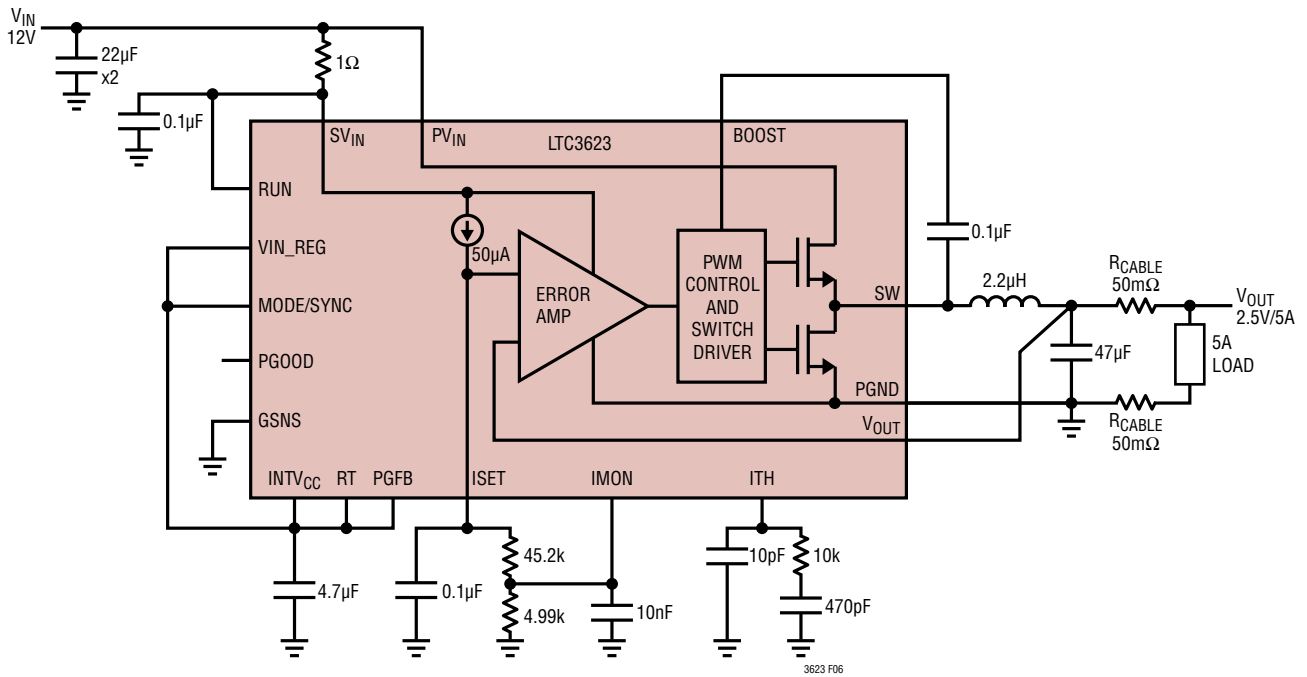 VIN
12V
22µF
x2
1Ω
0.1µF
SVIN
PVIN
LTC3623
BOOST
RUN
VIN_REG
MODE/SYNC
PGOOD
GSNS
50µA
ERROR
AMP
PWM
CONTROL
AND
SWITCH
DRIVER
SW
PGND
VOUT
0.1µF
2.2µH
RCABLE
50mΩ
VOUT
2.5V/5A
47µF
5A
LOAD
RCABLE
50mΩ
INTVCC
RT
PGFB
ISET
IMON
ITH
4.7µF
0.1µF
45.2k
4.99k
10nF
10pF
10k
470pF
3623 F06